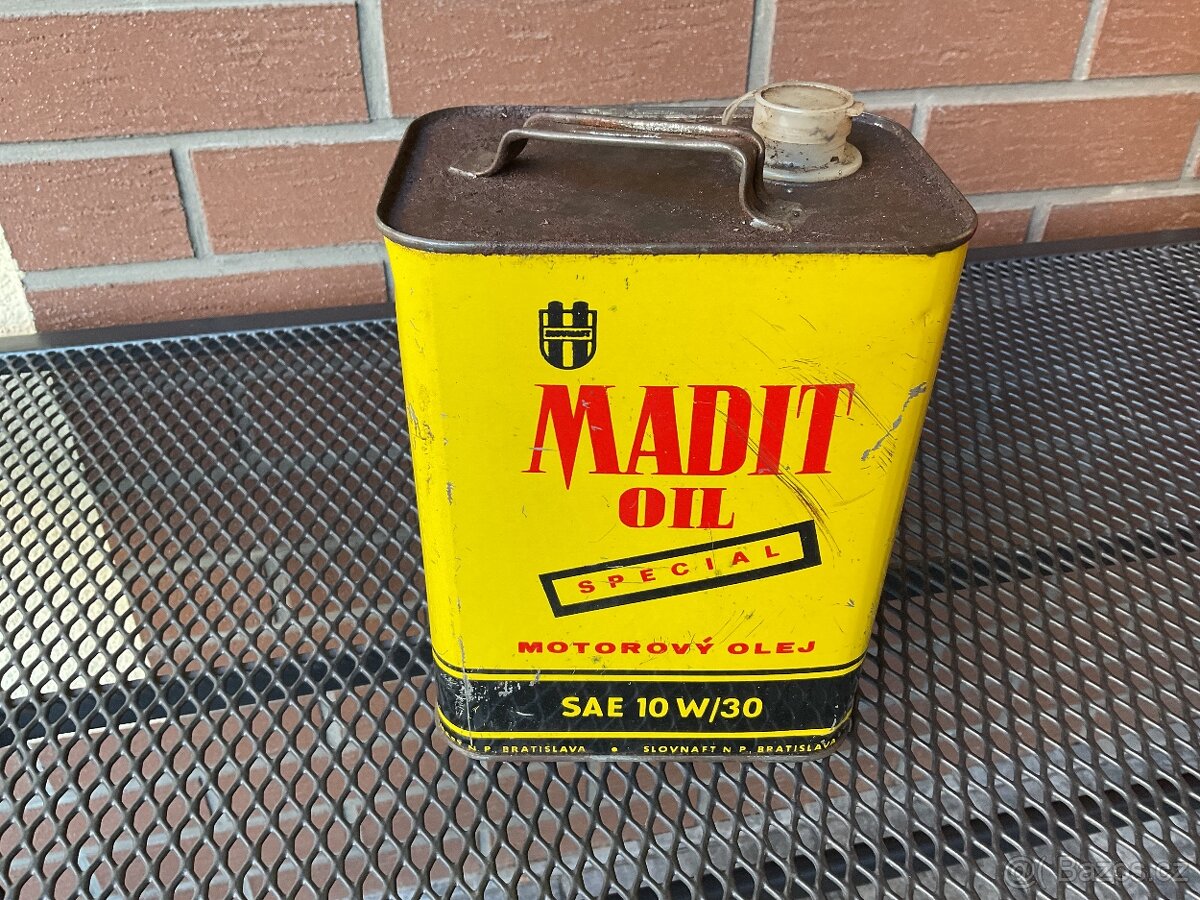 SLOVNAFT
MADIT
OIL
SPECIAL
MOTOROVÝ OLEJ
SAE 10 W/30
N. P. BRATISLAVA • SLOVNAFT N P. BRATISLAVA
Bazos.cz